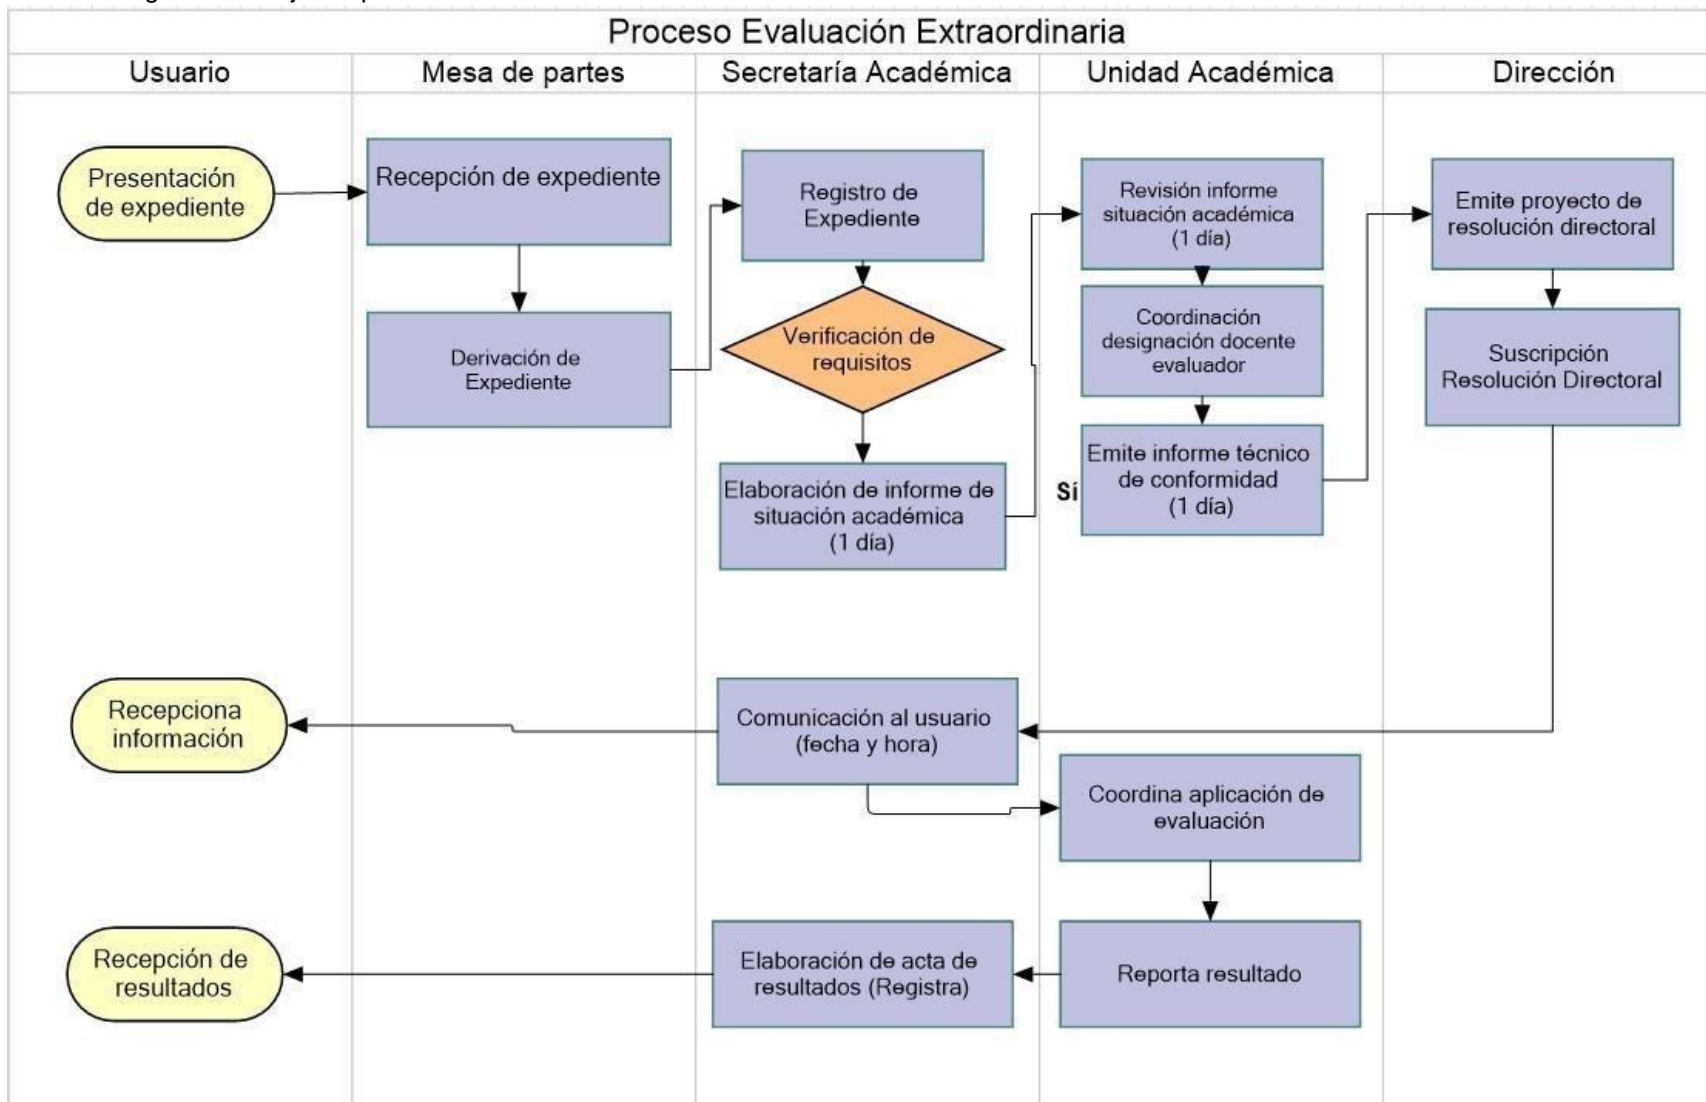 Proceso Evaluación Extraordinaria
Usuario
Mesa de partes
Secretaría Académica
Unidad Académica
Dirección
Presentación
de expediente
Recepción de expediente
Derivación de
Expediente
Registro de
Expediente
Verificación de
requisitos
Elaboración de informe de
situación académica
(1 día)
Revisión informe
situación académica
(1 día)
Coordinación
designación docente
evaluador
Sí
Emite informe técnico
de conformidad
(1 día)
Emite proyecto de
resolución directoral
Suscripción
Resolución Directoral
Recepciona
información
Comunicación al usuario
(fecha y hora)
Coordina aplicación de
evaluación
Recepción de
resultados
Elaboración de acta de
resultados (Registra)
Reporta resultado